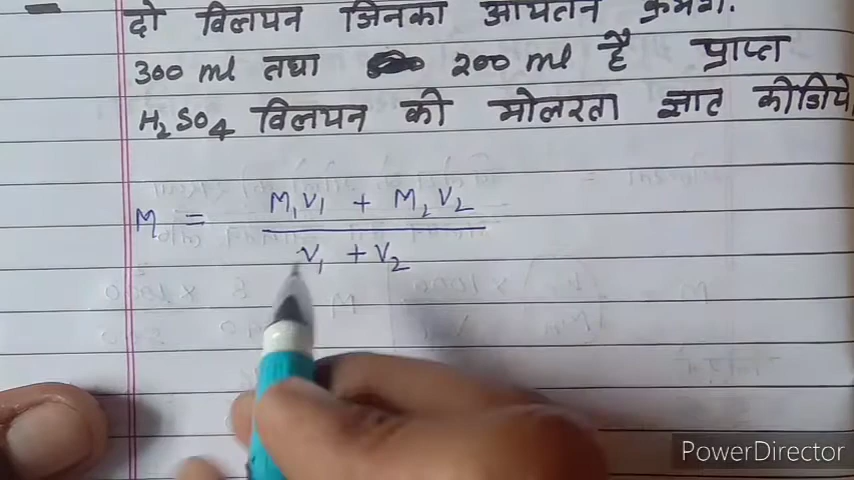 दो विलयन जिनका आयतन क्रमश.
300 ml तथा 200 ml है प्राप्त
H₂SO₄ विलयन की मोलरता ज्ञात कीजिये
M = (M₁V₁ + M₂V₂) / (V₁ + V₂)
PowerDirector